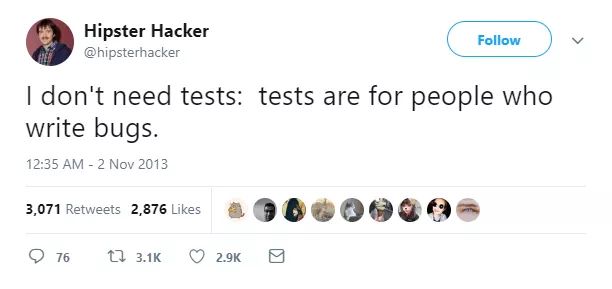 Hipster Hacker
@hipsterhacker
Follow
I don't need tests:  tests are for people who
write bugs.
12:35 AM - 2 Nov 2013
3,071 Retweets 2,876 Likes
76 3.1K 2.9K